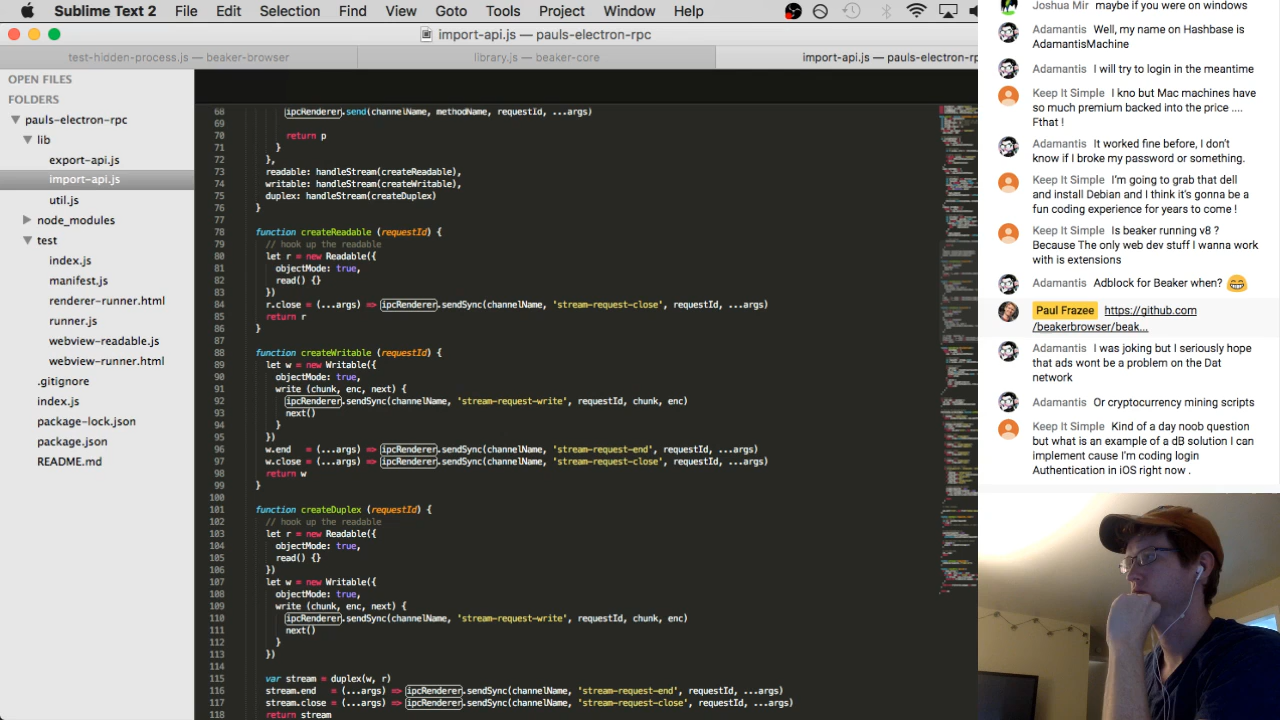 Sublime Text 2 File Edit Selection Find View Goto Tools Project Window Help
import-api.js — pauls-electron-rpc
test-hidden-process.js — beaker-browser
library.js — beaker-core
import-api.js — pauls-electron-rp
OPEN FILES
FOLDERS
pauls-electron-rpc
lib
export-api.js
import-api.js
util.js
node_modules
test
index.js
manifest.js
renderer-runner.html
runner.js
webview-readable.js
webview-runner.html
.gitignore
index.js
package-lock.json
package.json
README.md
68 ipcRenderer.send(channelName, methodName, requestId, ...args)
69
70 return p
71 }
72 },
73 readable: handleStream(createReadable),
74 writable: handleStream(createWritable),
75 duplex: handleStream(createDuplex)
76 }
77
78 function createReadable (requestId) {
79 // hook up the readable
80 let r = new Readable({
81 objectMode: true,
82 read() {}
83 })
84 r.close = (...args) => ipcRenderer.sendSync(channelName, 'stream-request-close', requestId, ...args)
85 return r
86 }
87
88 function createWritable (requestId) {
89 let w = new Writable({
90 objectMode: true,
91 write (chunk, enc, next) {
92 ipcRenderer.sendSync(channelName, 'stream-request-write', requestId, chunk, enc)
93 next()
94 }
95 })
96 w.end = (...args) => ipcRenderer.sendSync(channelName, 'stream-request-end', requestId, ...args)
97 w.close = (...args) => ipcRenderer.sendSync(channelName, 'stream-request-close', requestId, ...args)
98 return w
99 }
100
101 function createDuplex (requestId) {
102 // hook up the readable
103 let r = new Readable({
104 objectMode: true,
105 read() {}
106 })
107 let w = new Writable({
108 objectMode: true,
109 write (chunk, enc, next) {
110 ipcRenderer.sendSync(channelName, 'stream-request-write', requestId, chunk, enc)
111 next()
112 }
113 })
114
115 var stream = duplex(w, r)
116 stream.end = (...args) => ipcRenderer.sendSync(channelName, 'stream-request-end', requestId, ...args)
117 stream.close = (...args) => ipcRenderer.sendSync(channelName, 'stream-request-close', requestId, ...args)
118 return stream
Joshua Mir maybe if you were on windows
Adamantis Well, my name on Hashbase is
AdamantisMachine
Adamantis I will try to login in the meantime
Keep It Simple I kno but Mac machines have
so much premium backed into the price ....
Fthat !
Adamantis It worked fine before, I don't
know if I broke my password or something.
Keep It Simple I'm going to grab that dell
and install Debian and I think it's gonna be a
fun coding experience for years to come !
Keep It Simple Is beaker running v8 ?
Because The only web dev stuff I wanna work
with is extensions
Adamantis Adblock for Beaker when? 😁
Paul Frazee https://github.com
/beakerbrowser/beak...
Adamantis I was joking but I seriously hope
that ads wont be a problem on the Dat
network
Adamantis Or cryptocurrency mining scripts
Keep It Simple Kind of a day noob question
but what is an example of a dB solution I can
implement cause I'm coding login
Authentication in iOS right now .